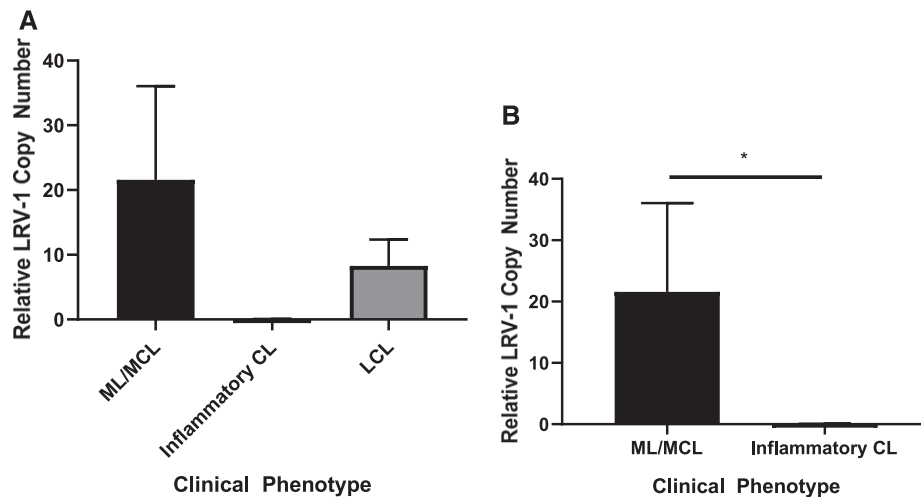 A
Relative LRV-1 Copy Number
40
30
20
10
0
ML/MCL
Inflammatory CL
LCL
Clinical Phenotype
B
Relative LRV-1 Copy Number
40
30
20
10
0
*
ML/MCL
Inflammatory CL
Clinical Phenotype